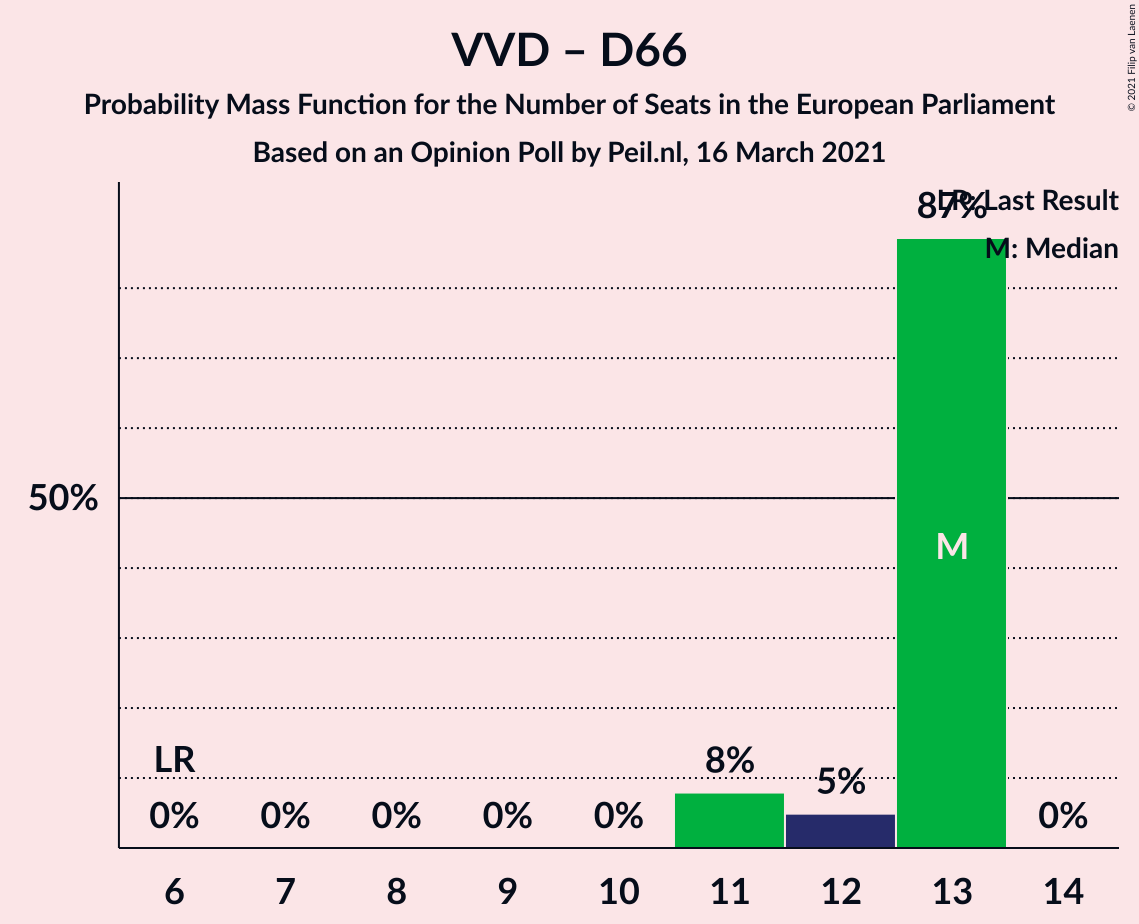 VVD – D66
Probability Mass Function for the Number of Seats in the European Parliament
Based on an Opinion Poll by Peil.nl, 16 March 2021
© 2021 Filip van Laenen
LR: Last Result
M: Median
87%
50%
M
LR
8%
5%
0% 0% 0% 0% 0% 0%
6 7 8 9 10 11 12 13 14